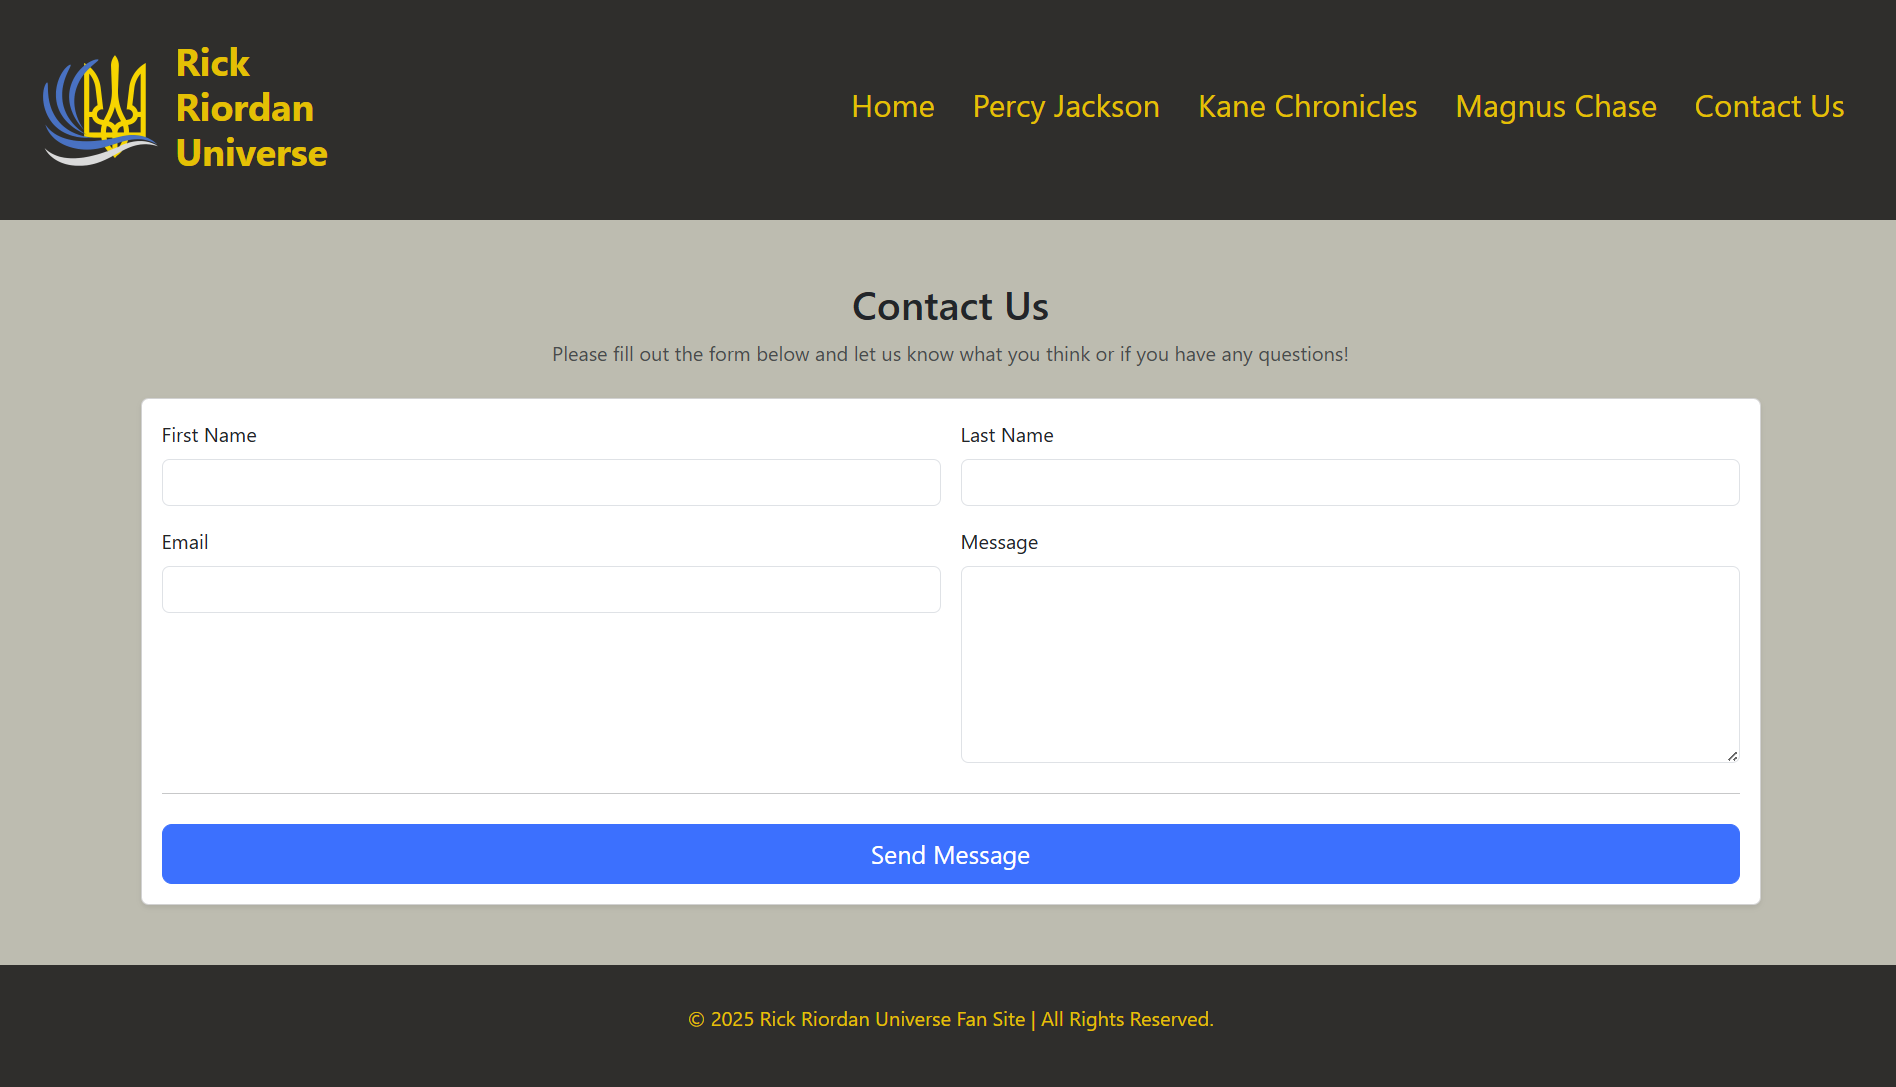 Rick
Riordan
Universe
Home Percy Jackson Kane Chronicles Magnus Chase Contact Us
Contact Us
Please fill out the form below and let us know what you think or if you have any questions!
First Name
Last Name
Email
Message
Send Message
© 2025 Rick Riordan Universe Fan Site | All Rights Reserved.